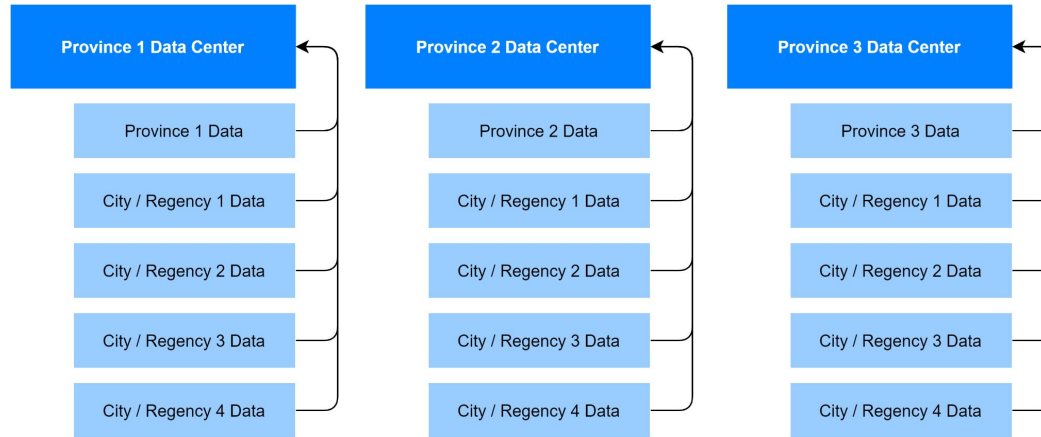 Province 1 Data Center
Province 1 Data
City / Regency 1 Data
City / Regency 2 Data
City / Regency 3 Data
City / Regency 4 Data
Province 2 Data Center
Province 2 Data
City / Regency 1 Data
City / Regency 2 Data
City / Regency 3 Data
City / Regency 4 Data
Province 3 Data Center
Province 3 Data
City / Regency 1 Data
City / Regency 2 Data
City / Regency 3 Data
City / Regency 4 Data